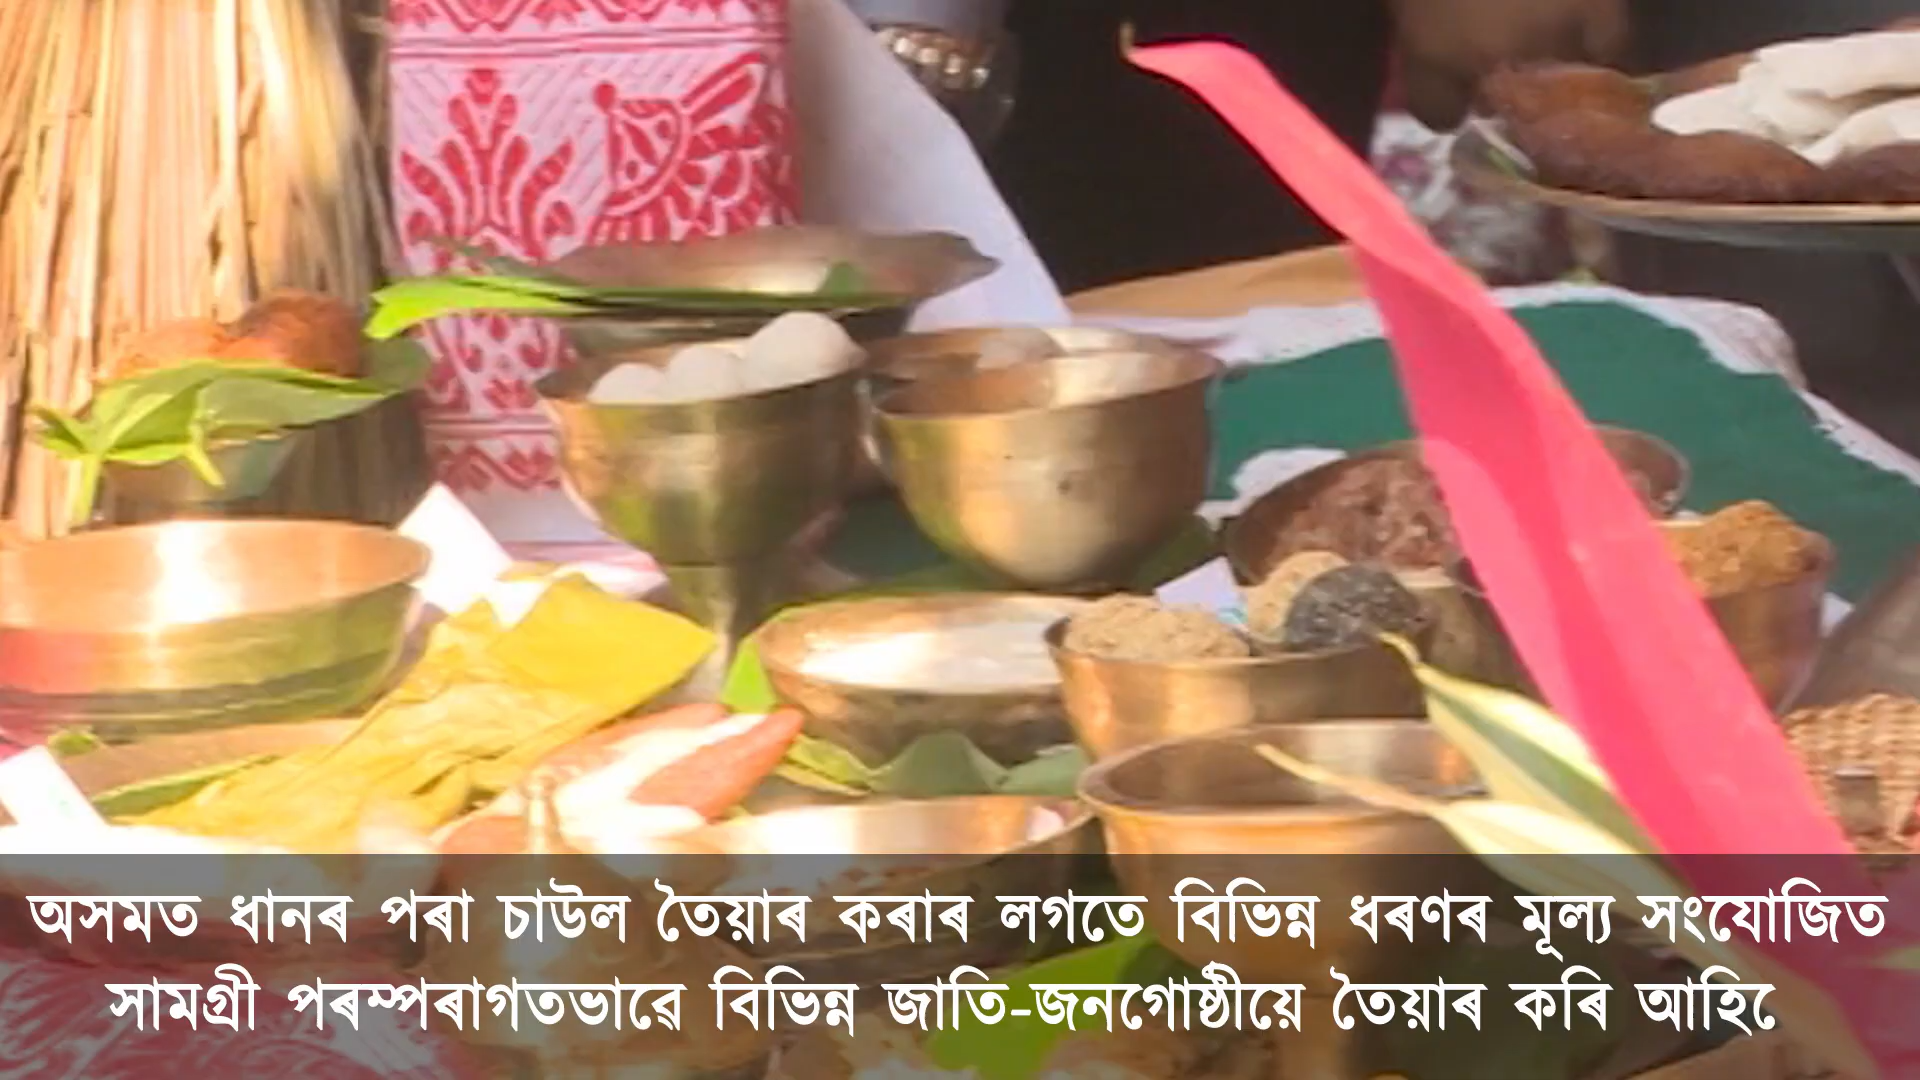 অসমত ধানৰ পৰা চাউল তৈয়াৰ কৰাৰ লগতে বিভিন্ন ধৰণৰ মূল্য সংযোজিত
সামগ্ৰী পৰম্পৰাগতভাৱে বিভিন্ন জাতি-জনগোষ্ঠীয়ে তৈয়াৰ কৰি আহিে